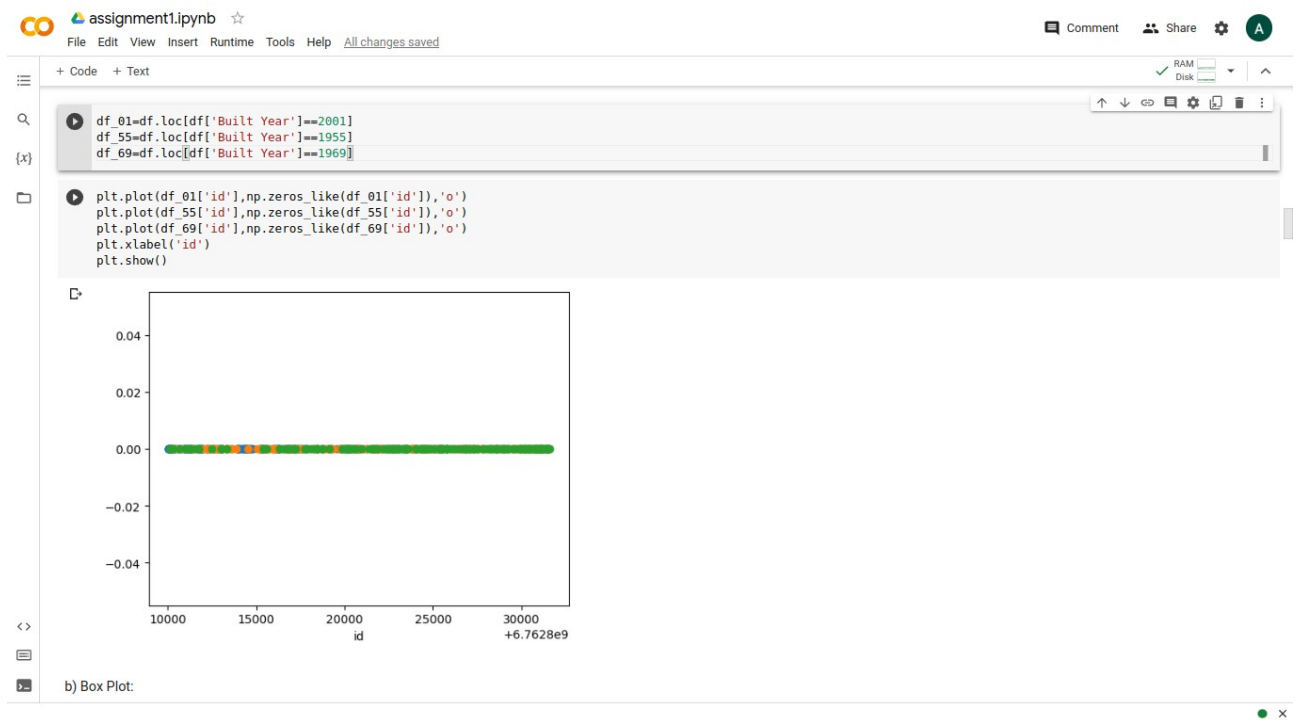 assignment1.ipynb
Comment
Share
A
File Edit View Insert Runtime Tools Help All changes saved
+ Code + Text
RAM
Disk
{x}
df_01=df.loc[df['Built Year']==2001]
df_55=df.loc[df['Built Year']==1955]
df_69=df.loc[df['Built Year']==1969]
plt.plot(df_01['id'],np.zeros_like(df_01['id']),'o')
plt.plot(df_55['id'],np.zeros_like(df_55['id']),'o')
plt.plot(df_69['id'],np.zeros_like(df_69['id']),'o')
plt.xlabel('id')
plt.show()
0.04
0.02
0.00
−0.02
−0.04
10000 15000 20000 25000 30000
id +6.7628e9
b) Box Plot: